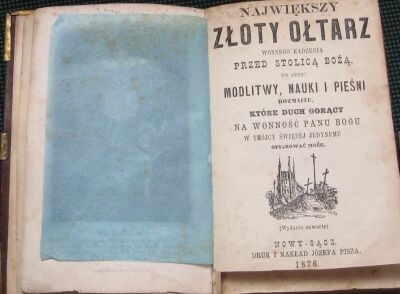 NAJWIĘKSZY
ZŁOTY OŁTARZ
WONNEGO KADZENIA
PRZED STOLICĄ BOŻĄ,
TO JEST:
MODLITWY, NAUKI I PIEŚNI
ROZMAITE,
KTÓRE DUCH GORĄCY
NA WONNOŚĆ PANU BOGU
W TRÓJCY ŚWIĘTEJ JEDYNEMU
OFIAROWAĆ MOŻE.
(Wydanie czwarte)
NOWY-SĄCZ,
DRUK I NAKŁAD JÓZEFA PISZA,
1876.